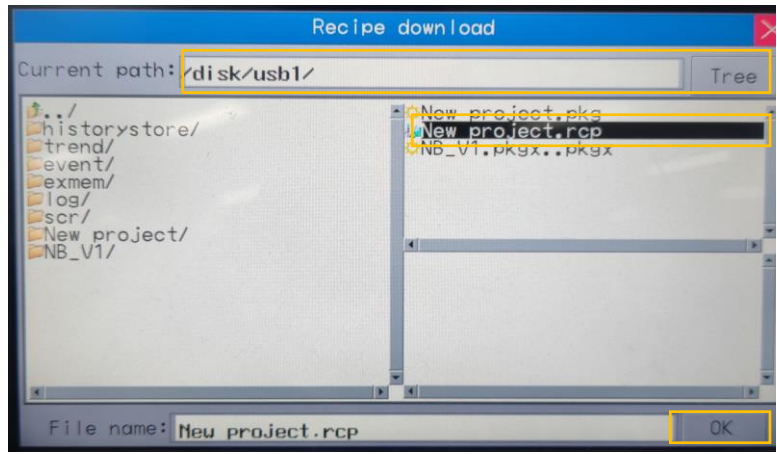 Recipe download
Current path: /disk/usb1/ Tree
../
historystore/
trend/
event/
exmem/
log/
scr/
New project/
NB_V1/
New project.pkg
New project.rcp
NB_V1.pkgx..pkgx
File name: New project.rcp OK